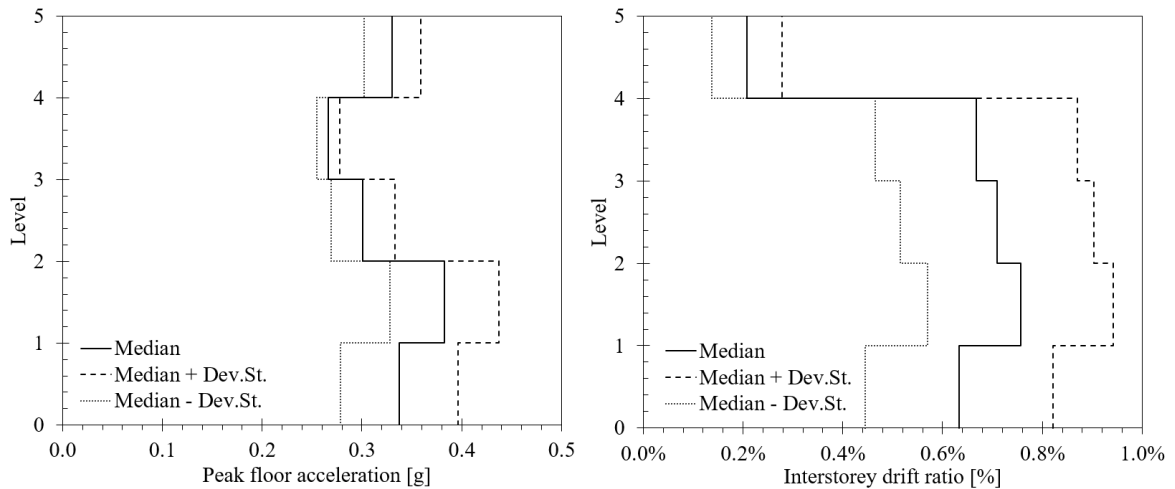 5
4
3
2
1
0
Level
Median
Median + Dev.St.
Median - Dev.St.
0.0 0.1 0.2 0.3 0.4 0.5
Peak floor acceleration [g]
5
4
3
2
1
0
Level
Median
Median + Dev.St.
Median - Dev.St.
0.0% 0.2% 0.4% 0.6% 0.8% 1.0%
Interstorey drift ratio [%]